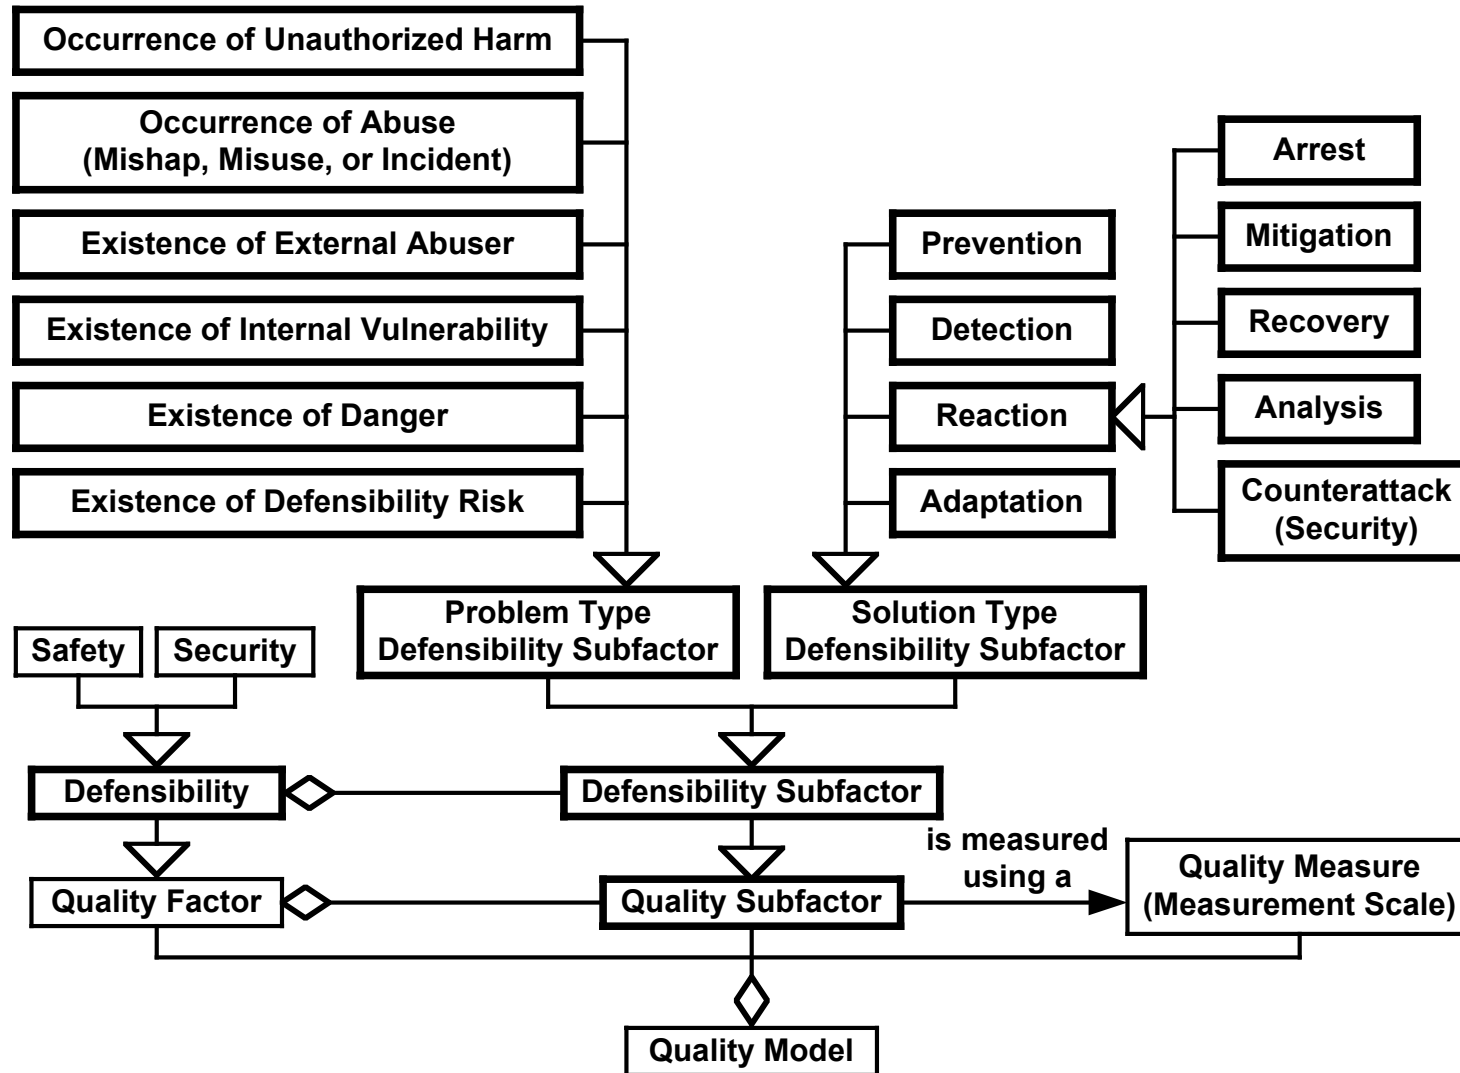 Occurrence of Unauthorized Harm
Occurrence of Abuse
(Mishap, Misuse, or Incident)
Existence of External Abuser
Existence of Internal Vulnerability
Existence of Danger
Existence of Defensibility Risk
Prevention
Detection
Reaction
Adaptation
Arrest
Mitigation
Recovery
Analysis
Counterattack
(Security)
Problem Type
Defensibility Subfactor
Solution Type
Defensibility Subfactor
Safety
Security
Defensibility
Defensibility Subfactor
Quality Factor
Quality Subfactor
is measured
using a
Quality Measure
(Measurement Scale)
Quality Model